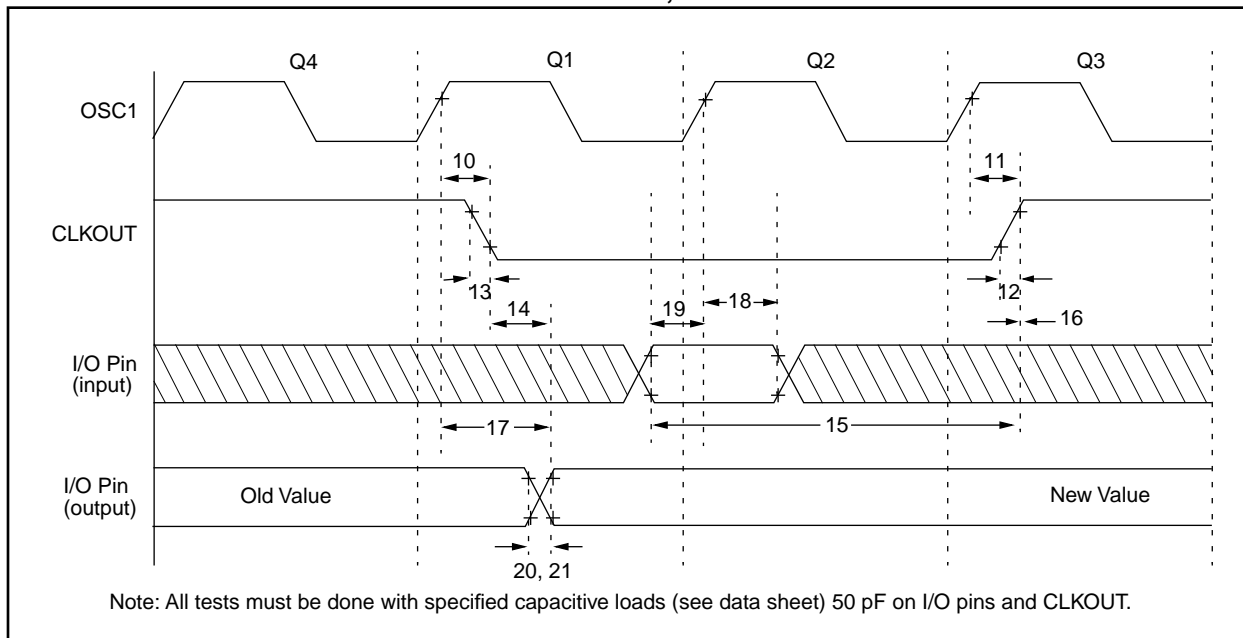 Q4 Q1 Q2 Q3
OSC1
10 11
CLKOUT
13 12
14 19 18 16
I/O Pin
(input)
17 15
I/O Pin
(output)
Old Value New Value
20, 21
Note: All tests must be done with specified capacitive loads (see data sheet) 50 pF on I/O pins and CLKOUT.